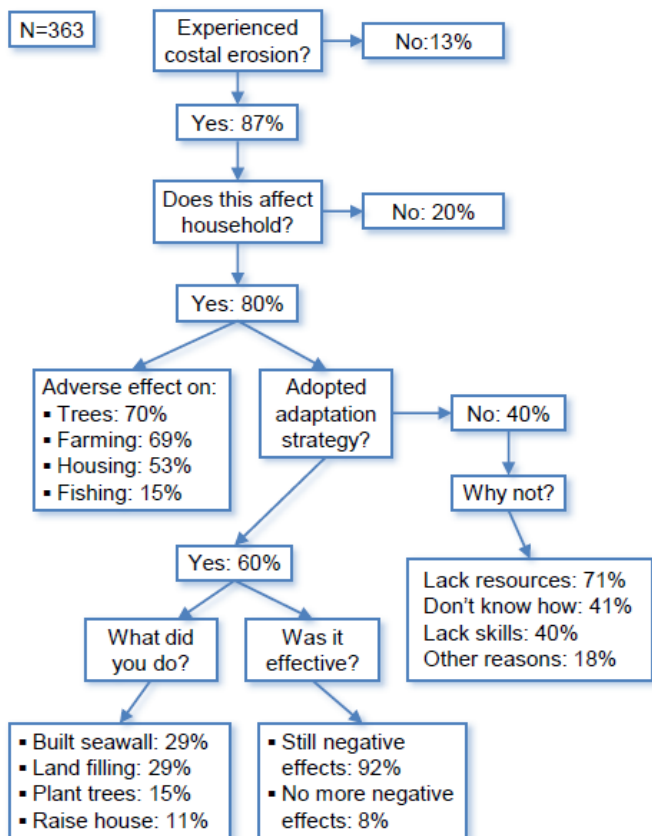 N=363
Experienced
costal erosion?
No:13%
Yes: 87%
Does this affect
household?
No: 20%
Yes: 80%
Adverse effect on:
▪ Trees: 70%
▪ Farming: 69%
▪ Housing: 53%
▪ Fishing: 15%
Adopted
adaptation
strategy?
No: 40%
Why not?
Lack resources: 71%
Don't know how: 41%
Lack skills: 40%
Other reasons: 18%
Yes: 60%
What did
you do?
Was it
effective?
▪ Built seawall: 29%
▪ Land filling: 29%
▪ Plant trees: 15%
▪ Raise house: 11%
▪ Still negative
effects: 92%
▪ No more negative
effects: 8%